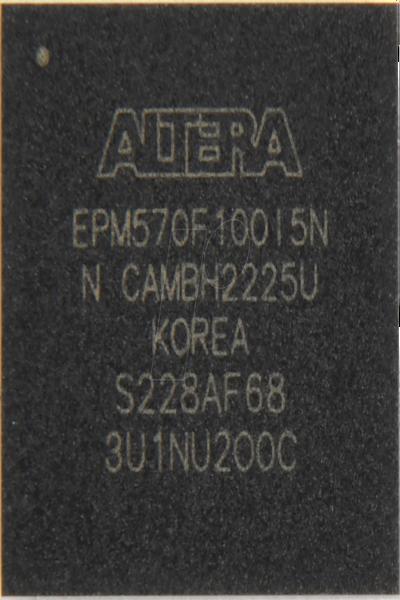 ALTERA
EPM570F100I5N
N CAMBH2225U
KOREA
S228AF68
3U1NU200C